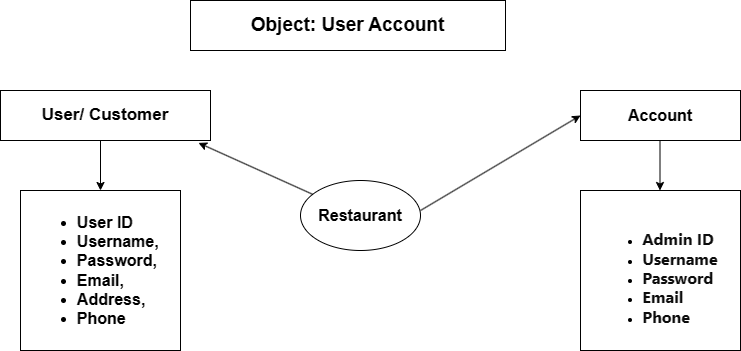 Object: User Account
User/ Customer
Account
Restaurant
• User ID
• Username,
• Password,
• Email,
• Address,
• Phone
• Admin ID
• Username
• Password
• Email
• Phone